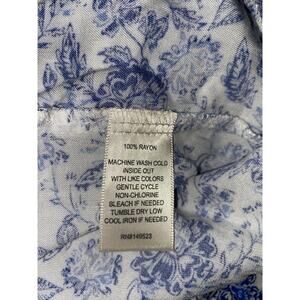 100% RAYON
MACHINE WASH COLD
INSIDE OUT
WITH LIKE COLORS
GENTLE CYCLE
NON-CHLORINE
BLEACH IF NEEDED
TUMBLE DRY LOW
COOL IRON IF NEEDED
RN#149523